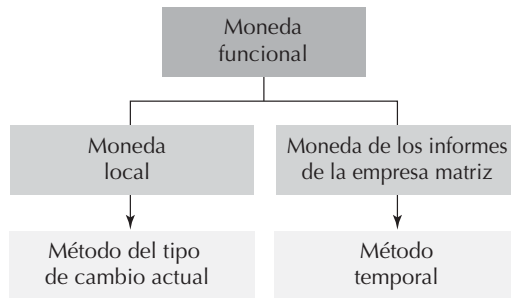 Moneda
funcional
Moneda
local
Moneda de los informes
de la empresa matriz
Método del tipo
de cambio actual
Método
temporal